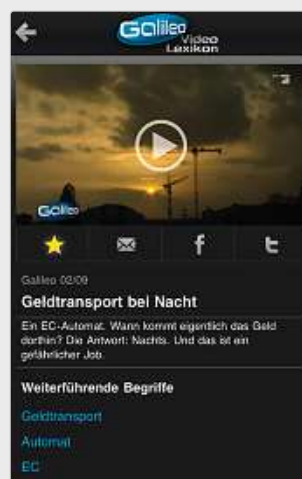 Galileo
Video
Lexikon
Galileo
Galileo 02/09
Geldtransport bei Nacht
Ein EC-Automat. Wann kommt eigentlich das Geld
dorthin? Die Antwort: Nachts. Und das ist ein
gefährlicher Job.
Weiterführende Begriffe
Geldtransport
Automat
EC